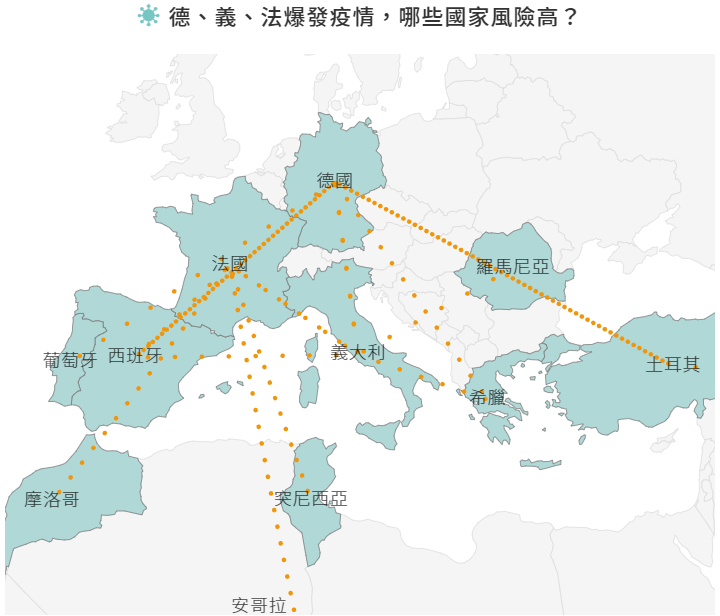 德、義、法爆發疫情，哪些國家風險高？
德國
法國
羅馬尼亞
葡萄牙
西班牙
義大利
土耳其
希臘
摩洛哥
突尼西亞
安哥拉